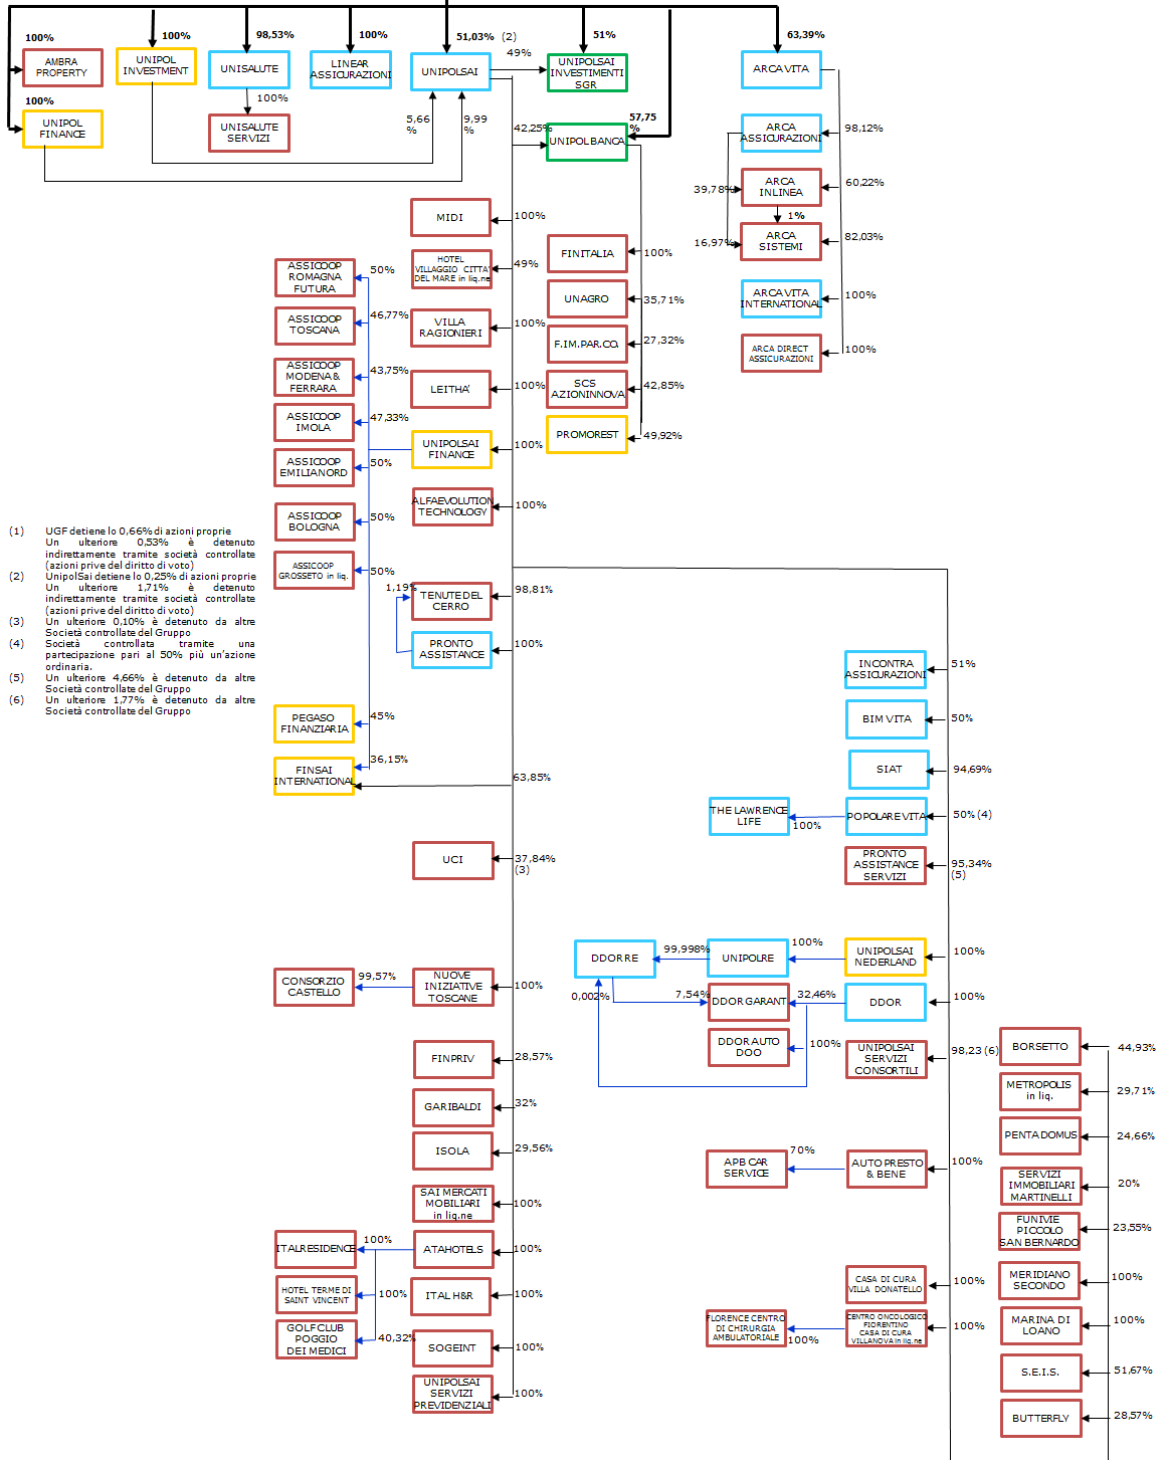 100%
100%
98,53%
100%
51,03% (2)
49%
51%
63,39%
AMBRA
PROPERTY
UNIPOL
INVESTMENT
UNISALUTE
LINEAR
ASSICURAZIONI
UNIPOLSAI
UNIPOLSAI
INVESTIMENTI
SGR
ARCA VITA
100%
UNIPOL
FINANCE
100%
UNISALUTE
SERVIZI
5,66
%
9,99
%
42,25%
57,75
%
UNIPOL BANCA
ARCA
ASSICURAZIONI
98,12%
39,78%
ARCA
INLINEA
60,22%
1%
16,97%
ARCA
SISTEMI
82,03%
ARCA VITA
INTERNATIONAL
100%
ARCA DIRECT
ASSICURAZIONI
100%
MIDI
100%
HOTEL
VILLAGGIO CITTA'
DEL MARE in liq.ne
49%
VILLA
RAGIONIERI
100%
LEITHA'
100%
UNIPOLSAI
FINANCE
100%
ALFAEVOLUTION
TECHNOLOGY
100%
FINITALIA
100%
UNAGRO
35,71%
F.IM.PAR.CO.
27,32%
SCS
AZIONINNOVA
42,85%
PROMOREST
49,92%
ASSICOOP
ROMAGNA
FUTURA
50%
ASSICOOP
TOSCANA
46,77%
ASSICOOP
MODENA &
FERRARA
43,75%
ASSICOOP
IMOLA
47,33%
ASSICOOP
EMILIA NORD
50%
ASSICOOP
BOLOGNA
50%
ASSICOOP
GROSSETO in liq.
50%
(1) UGF detiene lo 0,66% di azioni proprie
Un ulteriore 0,53% è detenuto
indirettamente tramite società controllate
(azioni prive del diritto di voto)
(2) UnipolSai detiene lo 0,25% di azioni proprie
Un ulteriore 1,71% è detenuto
indirettamente tramite società controllate
(azioni prive del diritto di voto)
(3) Un ulteriore 0,10% è detenuto da altre
Società controllate del Gruppo
(4) Società controllata tramite una
partecipazione pari al 50% più un'azione
ordinaria.
(5) Un ulteriore 4,66% è detenuto da altre
Società controllate del Gruppo
(6) Un ulteriore 1,77% è detenuto da altre
Società controllate del Gruppo
1,19%
TENUTE DEL
CERRO
98,81%
PRONTO
ASSISTANCE
100%
PEGASO
FINANZIARIA
45%
FINSAI
INTERNATIONAL
36,15%
63,85%
INCONTRA
ASSICURAZIONI
51%
BIM VITA
50%
SIAT
94,69%
THE LAWRENCE
LIFE
100%
POPOLARE VITA
50% (4)
PRONTO
ASSISTANCE
SERVIZI
95,34%
(5)
UCI
37,84%
(3)
DDOR RE
99,998%
UNIPOLRE
100%
UNIPOLSAI
NEDERLAND
100%
0,002%
7,54%
DDOR GARANT
32,46%
DDOR
100%
DDOR AUTO
DOO
100%
UNIPOLSAI
SERVIZI
CONSORTILI
98,23 (6)
CONSORZIO
CASTELLO
99,57%
NUOVE
INIZIATIVE
TOSCANE
100%
FINPRIV
28,57%
GARIBALDI
32%
ISOLA
29,56%
SAI MERCATI
MOBILIARI
in liq.ne
100%
ITALRESIDENCE
100%
ATAHOTELS
100%
HOTEL TERME DI
SAINT VINCENT
100%
ITAL H&R
100%
GOLF CLUB
POGGIO
DEI MEDICI
40,32%
SOGEINT
100%
UNIPOLSAI
SERVIZI
PREVIDENZIALI
100%
APB CAR
SERVICE
70%
AUTO PRESTO
& BENE
100%
CASA DI CURA
VILLA DONATELLO
100%
FLORENCE CENTRO
DI CHIRURGIA
AMBULATORIALE
100%
CENTRO ONCOLOGICO
FIORENTINO
CASA DI CURA
VILLANOVA in liq.ne
100%
BORSETTO
44,93%
METROPOLIS
in liq.
29,71%
PENTA DOMUS
24,66%
SERVIZI
IMMOBILIARI
MARTINELLI
20%
FUNIVIE
PICCOLO
SAN BERNARDO
23,55%
MERIDIANO
SECONDO
100%
MARINA DI
LOANO
100%
S.E.I.S.
51,67%
BUTTERFLY
28,57%